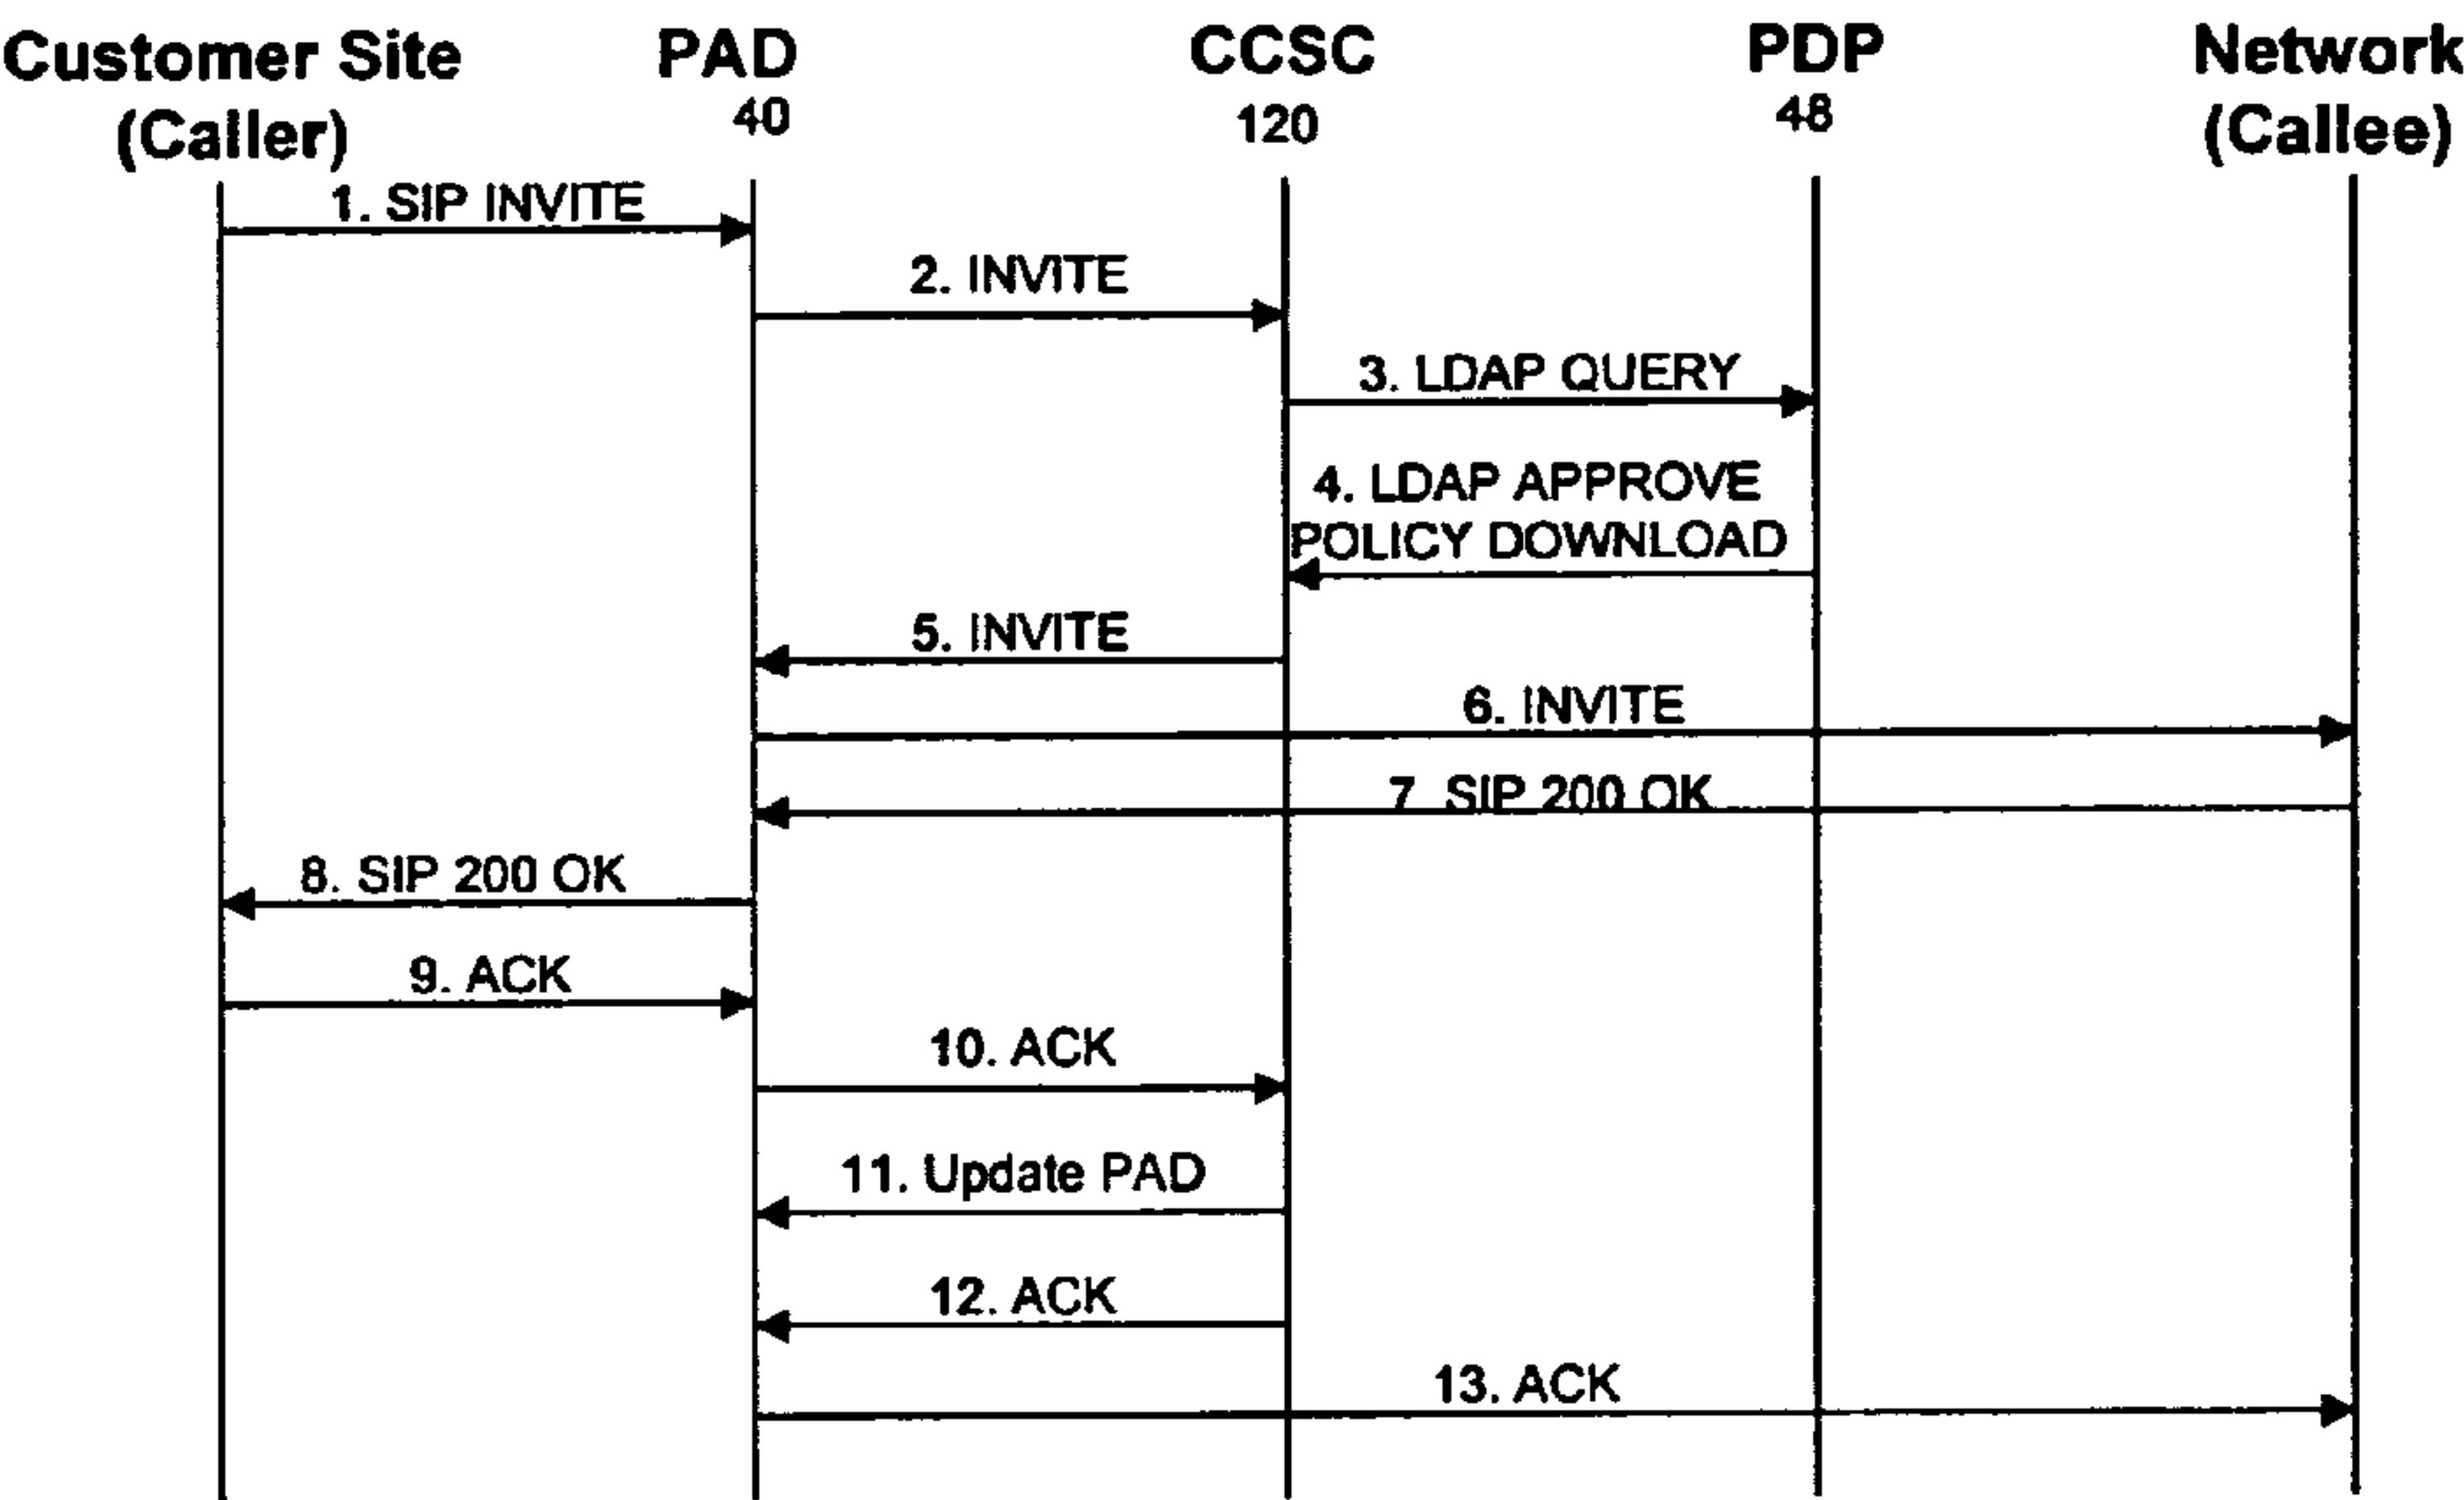 Customer Site PAD CCSC PDP Network
(Caller) 40 120 48 (Callee)
1. SIP INVITE
2. INVITE
3. LDAP QUERY
4. LDAP APPROVE
POLICY DOWNLOAD
5. INVITE
6. INVITE
7 SIP 200 OK
8. SIP 200 OK
9. ACK
10. ACK
11. Update PAD
12. ACK
13. ACK